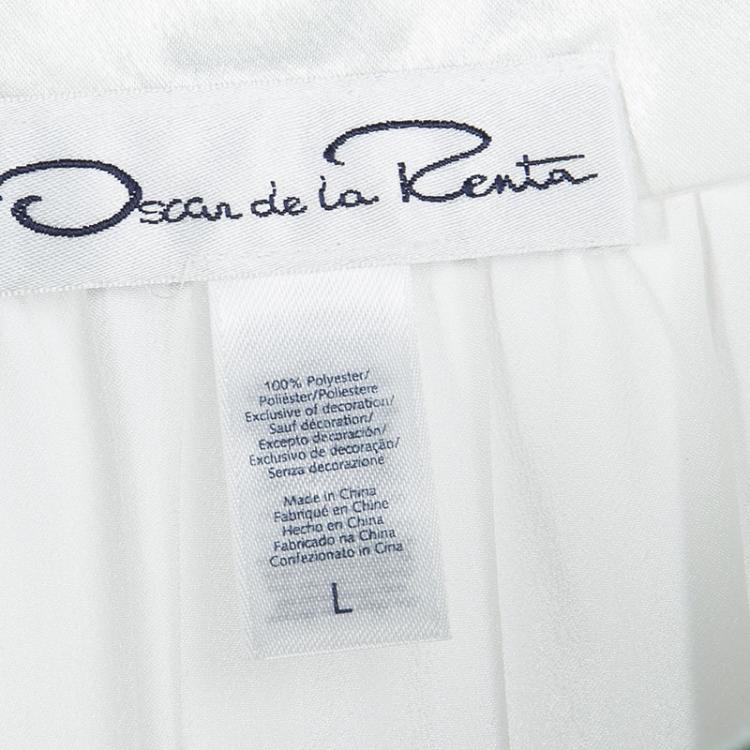 Oscar de la Renta
100% Polyester/
Poliéster/Poliestere
Exclusive of decoration/
Sauf décoration/
Excepto decoración/
Exclusivo de decoração/
Senza decorazione
Made in China
Fabriqué en Chine
Hecho en China
Fabricado na China
Confezionato in Cina
L